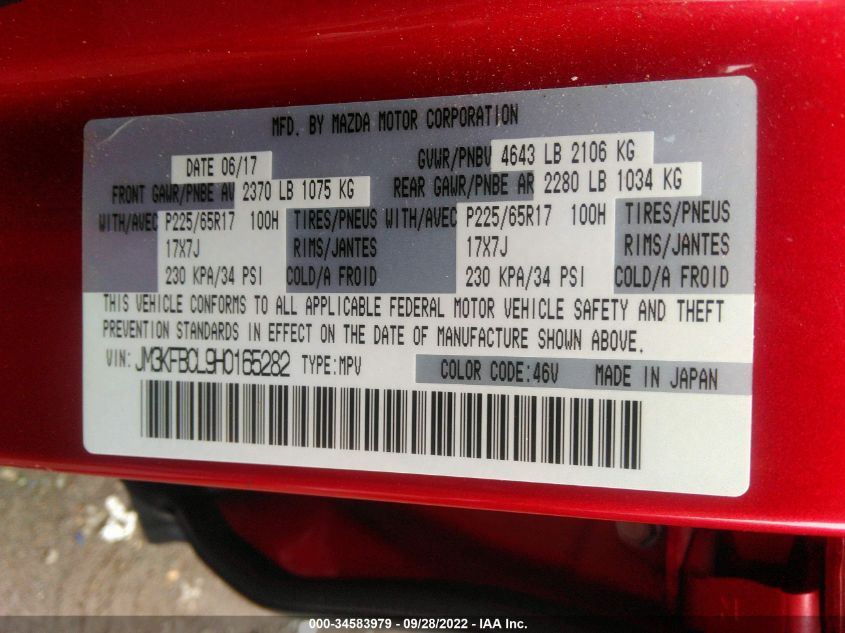 MFD. BY MAZDA MOTOR CORPORATION
DATE 06/17 GVWR/PNBV 4643 LB 2106 KG
FRONT GAWR/PNBE AV 2370 LB 1075 KG REAR GAWR/PNBE AR 2280 LB 1034 KG
WITH/AVEC P225/65R17 100H TIRES/PNEUS WITH/AVEC P225/65R17 100H TIRES/PNEUS
17X7J RIMS/JANTES 17X7J RIMS/JANTES
230 KPA/34 PSI COLD/A FROID 230 KPA/34 PSI COLD/A FROID
THIS VEHICLE CONFORMS TO ALL APPLICABLE FEDERAL MOTOR VEHICLE SAFETY AND THEFT
PREVENTION STANDARDS IN EFFECT ON THE DATE OF MANUFACTURE SHOWN ABOVE.
VIN: JM3KFBCL9H0165282 TYPE:MPV COLOR CODE:46V MADE IN JAPAN
000-34583979 - 09/28/2022 - IAA Inc.